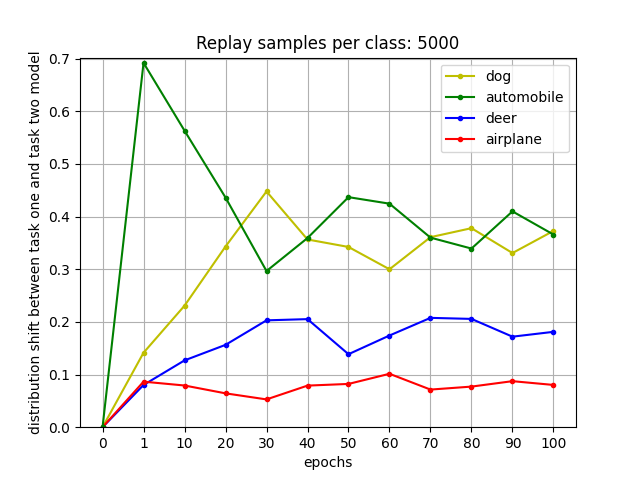 Replay samples per class: 5000
distribution shift between task one and task two model
0.7
0.6
0.5
0.4
0.3
0.2
0.1
0.0
dog
automobile
deer
airplane
0 1 10 20 30 40 50 60 70 80 90 100
epochs